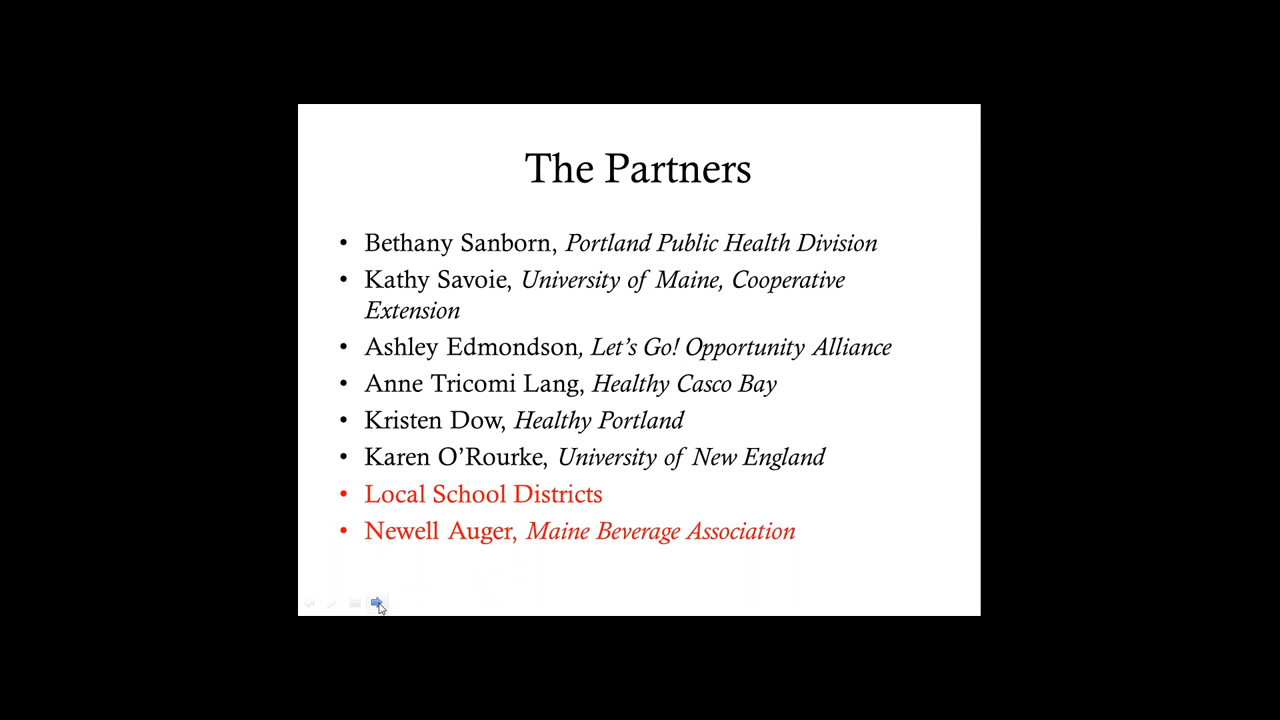 The Partners
• Bethany Sanborn, Portland Public Health Division
• Kathy Savoie, University of Maine, Cooperative
Extension
• Ashley Edmondson, Let's Go! Opportunity Alliance
• Anne Tricomi Lang, Healthy Casco Bay
• Kristen Dow, Healthy Portland
• Karen O'Rourke, University of New England
• Local School Districts
• Newell Auger, Maine Beverage Association